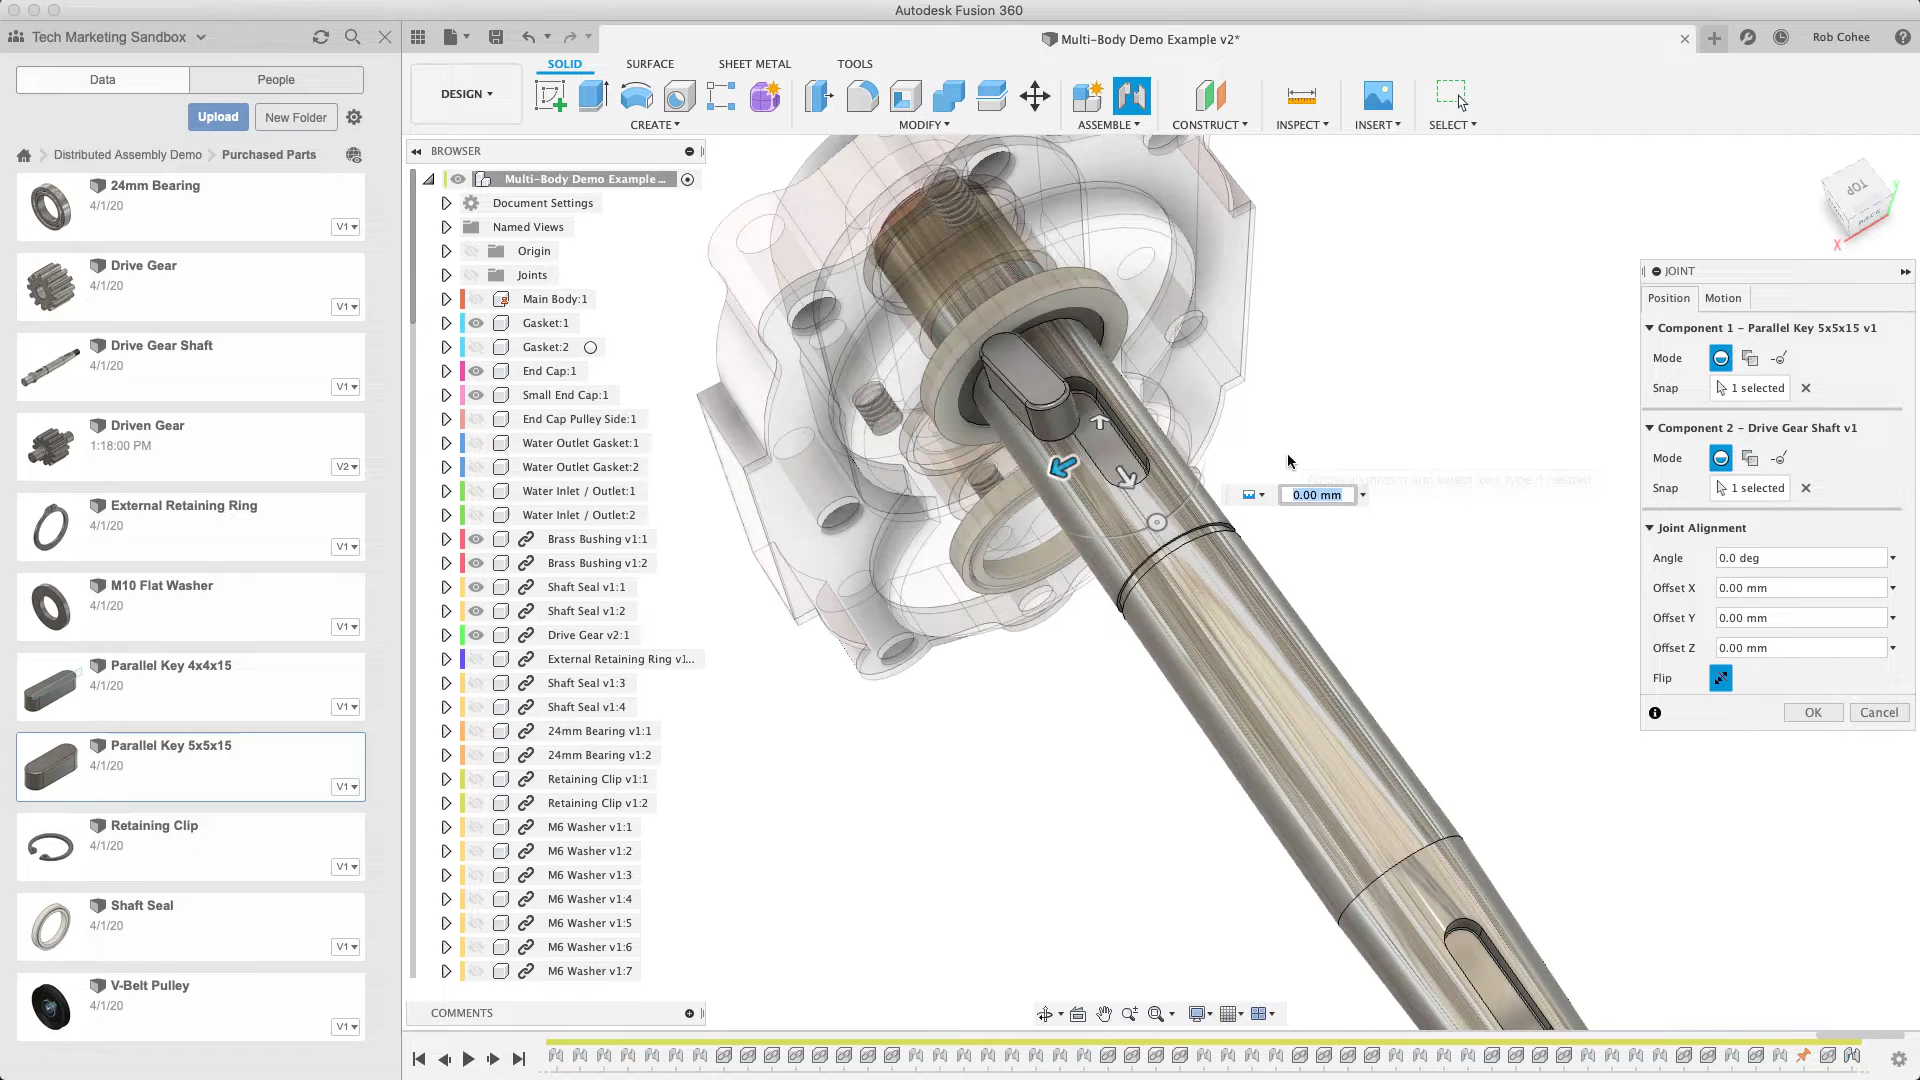 Autodesk Fusion 360
Tech Marketing Sandbox
Multi-Body Demo Example v2*
Rob Cohee
Data
People
Upload
New Folder
Distributed Assembly Demo
Purchased Parts
24mm Bearing
4/1/20
V1
Drive Gear
4/1/20
V1
Drive Gear Shaft
4/1/20
V1
Driven Gear
1:18:00 PM
V2
External Retaining Ring
4/1/20
V1
M10 Flat Washer
4/1/20
V1
Parallel Key 4x4x15
4/1/20
V1
Parallel Key 5x5x15
4/1/20
V1
Retaining Clip
4/1/20
V1
Shaft Seal
4/1/20
V1
V-Belt Pulley
4/1/20
V1
DESIGN
SOLID
SURFACE
SHEET METAL
TOOLS
CREATE
MODIFY
ASSEMBLE
CONSTRUCT
INSPECT
INSERT
SELECT
BROWSER
Multi-Body Demo Example ...
Document Settings
Named Views
Origin
Joints
Main Body:1
Gasket:1
Gasket:2
End Cap:1
Small End Cap:1
End Cap Pulley Side:1
Water Outlet Gasket:1
Water Outlet Gasket:2
Water Inlet / Outlet:1
Water Inlet / Outlet:2
Brass Bushing v1:1
Brass Bushing v1:2
Shaft Seal v1:1
Shaft Seal v1:2
Drive Gear v2:1
External Retaining Ring v1...
Shaft Seal v1:3
Shaft Seal v1:4
24mm Bearing v1:1
24mm Bearing v1:2
Retaining Clip v1:1
Retaining Clip v1:2
M6 Washer v1:1
M6 Washer v1:2
M6 Washer v1:3
M6 Washer v1:4
M6 Washer v1:5
M6 Washer v1:6
M6 Washer v1:7
COMMENTS
TOP
BACK
X
Y
alignment and select joint type if needed
0.00 mm
JOINT
Position
Motion
Component 1 - Parallel Key 5x5x15 v1
Mode
Snap
1 selected
Component 2 - Drive Gear Shaft v1
Mode
Snap
1 selected
Joint Alignment
Angle
0.0 deg
Offset X
0.00 mm
Offset Y
0.00 mm
Offset Z
0.00 mm
Flip
OK
Cancel